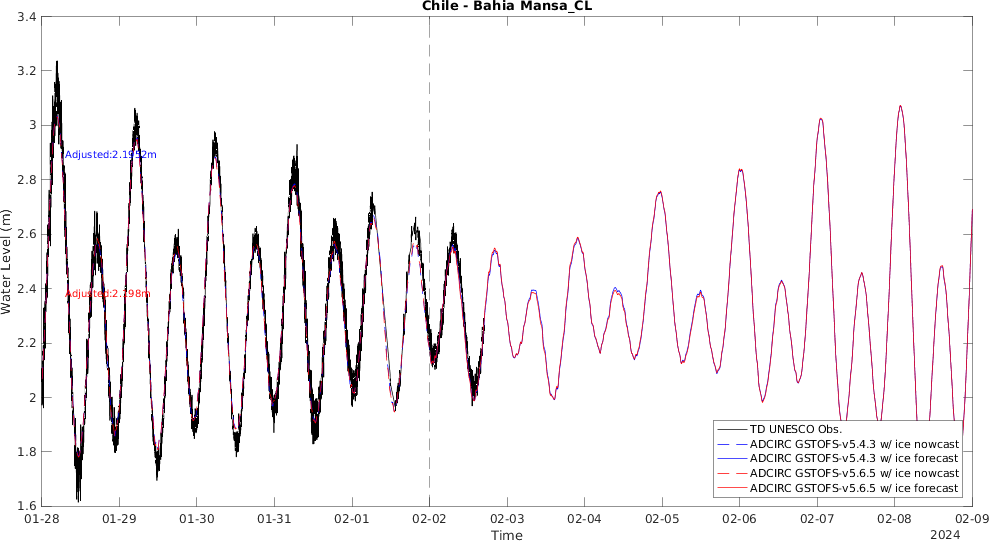 Chile - Bahia Mansa_CL
Water Level (m)
3.4
3.2
3
2.8
2.6
2.4
2.2
2
1.8
1.6
Adjusted:2.1952m
Adjusted:2.198m
TD UNESCO Obs.
ADCIRC GSTOFS-v5.4.3 w/ ice nowcast
ADCIRC GSTOFS-v5.4.3 w/ ice forecast
ADCIRC GSTOFS-v5.6.5 w/ ice nowcast
ADCIRC GSTOFS-v5.6.5 w/ ice forecast
01-28 01-29 01-30 01-31 02-01 02-02 02-03 02-04 02-05 02-06 02-07 02-08 02-09
Time
2024